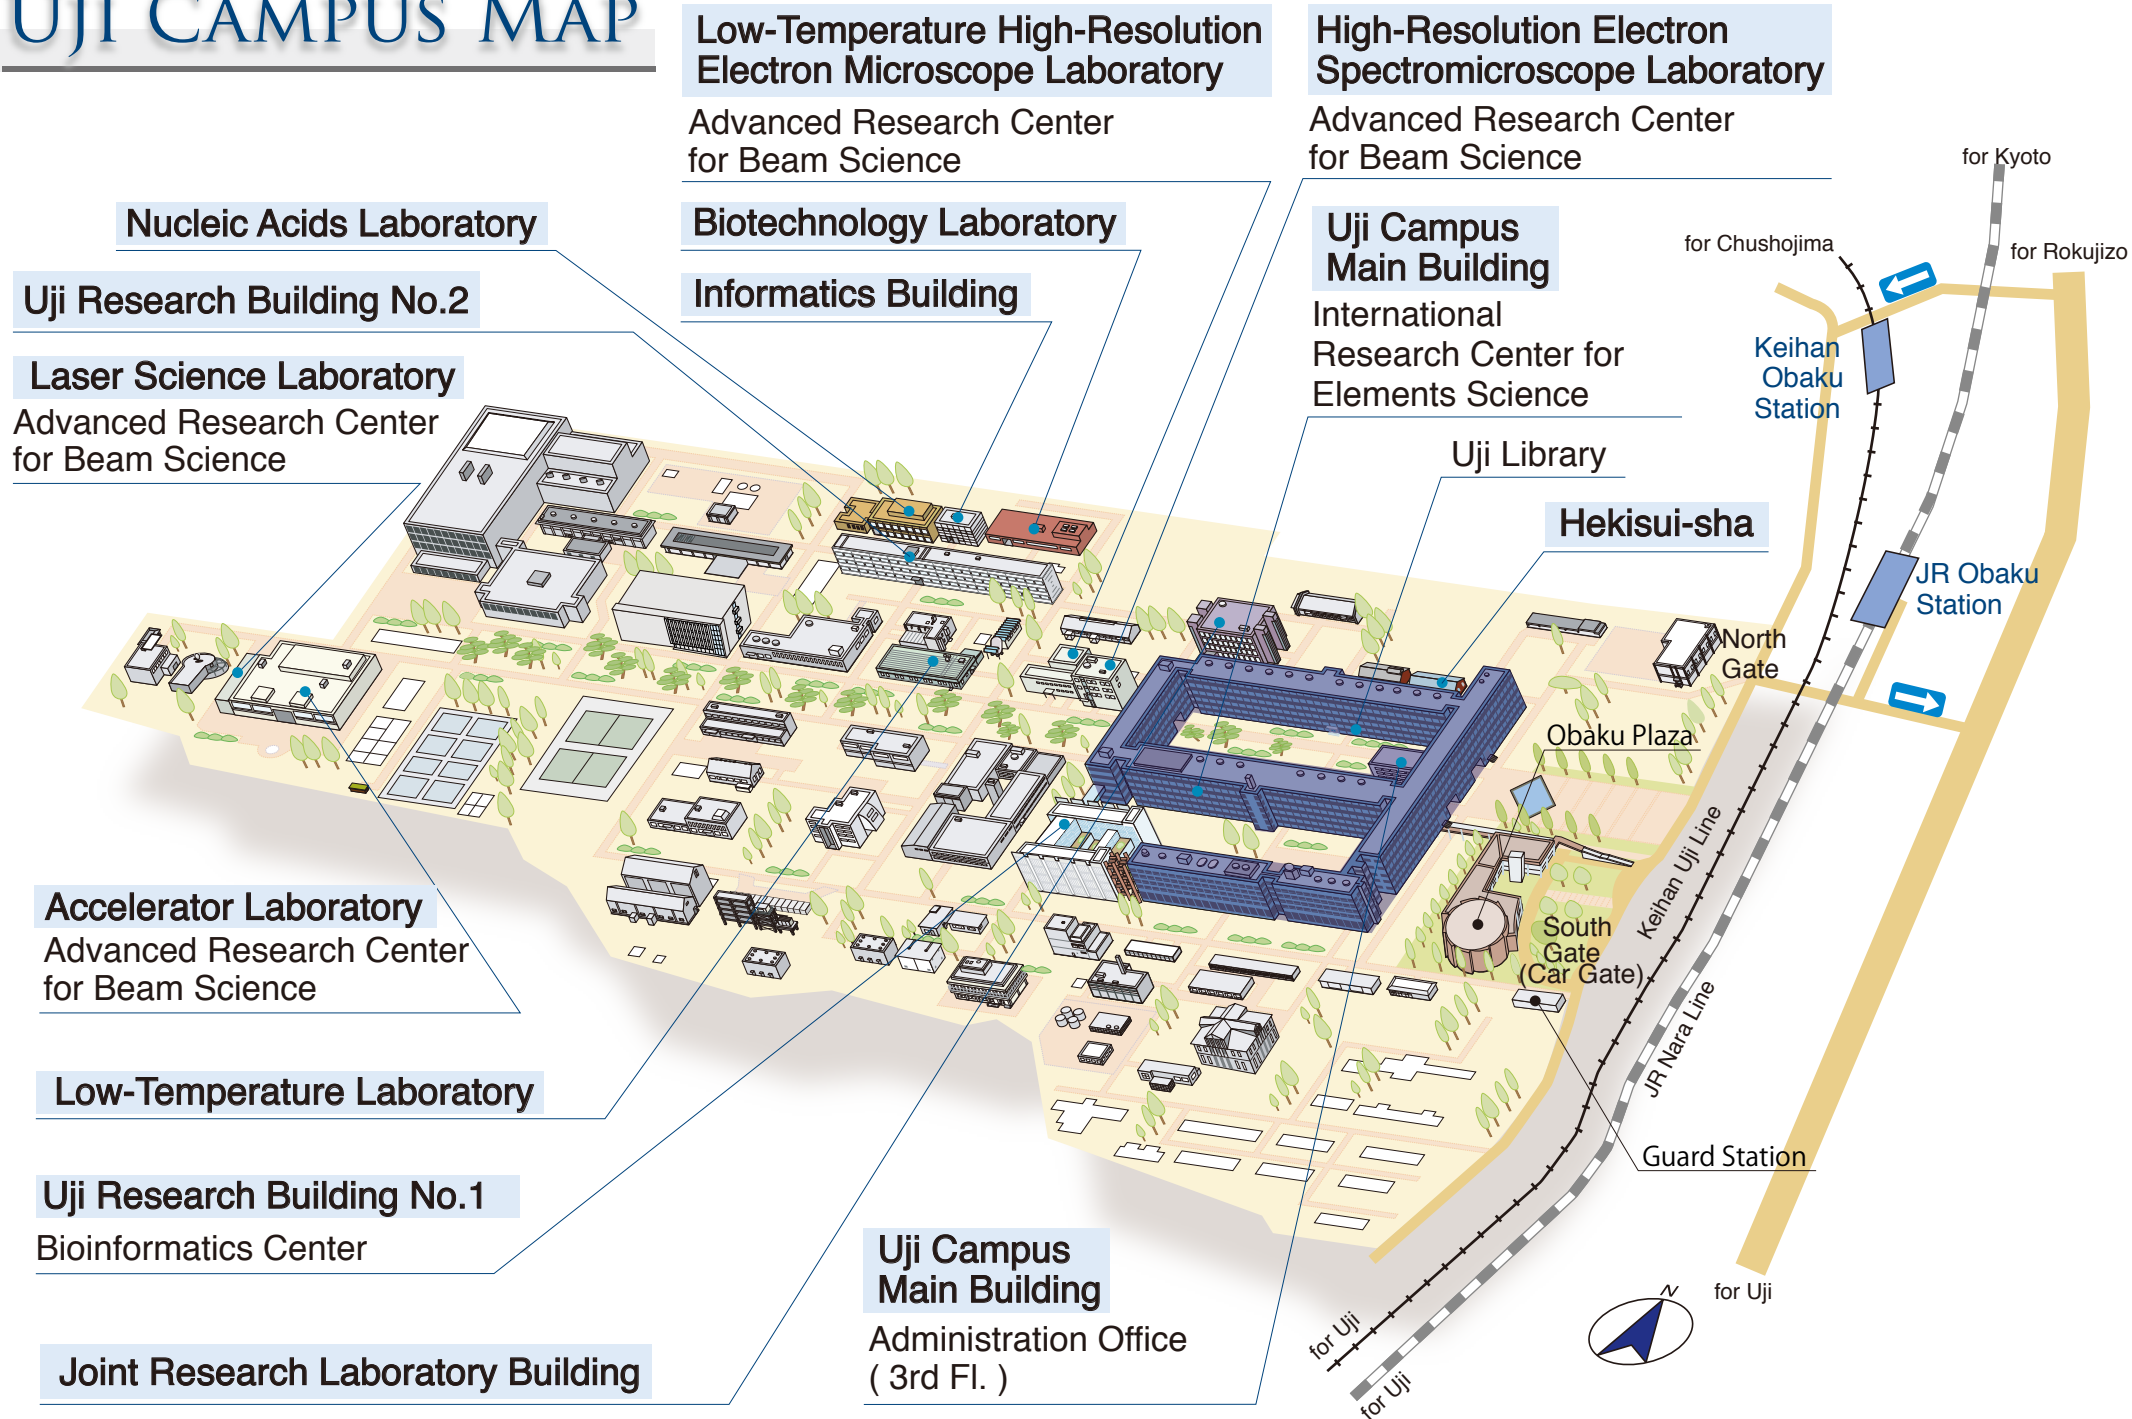 UJI CAMPUS MAP
Low-Temperature High-Resolution
Electron Microscope Laboratory
Advanced Research Center
for Beam Science
High-Resolution Electron
Spectromicroscope Laboratory
Advanced Research Center
for Beam Science
Nucleic Acids Laboratory
Biotechnology Laboratory
Uji Research Building No.2
Informatics Building
Laser Science Laboratory
Advanced Research Center
for Beam Science
Uji Campus
Main Building
International
Research Center for
Elements Science
Uji Library
Hekisui-sha
for Kyoto
for Chushojima
for Rokujizo
Keihan
Obaku
Station
JR Obaku
Station
North
Gate
Obaku Plaza
South
Gate
(Car Gate)
Keihan Uji Line
JR Nara Line
Guard Station
Accelerator Laboratory
Advanced Research Center
for Beam Science
Low-Temperature Laboratory
Uji Research Building No.1
Bioinformatics Center
Joint Research Laboratory Building
Uji Campus
Main Building
Administration Office
( 3rd Fl. )
for Uji
for Uji
for Uji
N